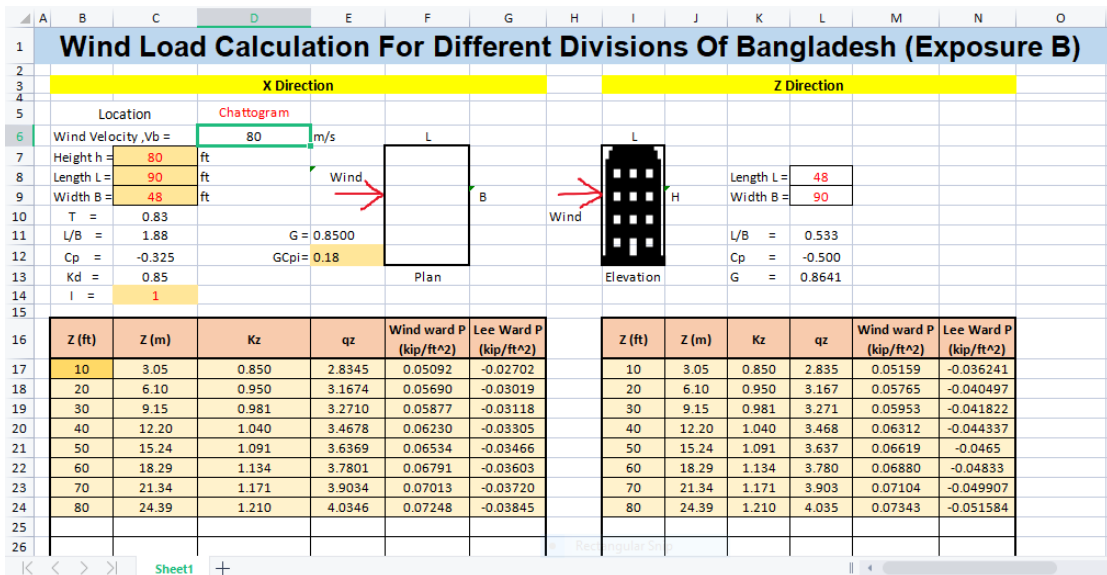 A B C D E F G H I J K L M N O
1 Wind Load Calculation For Different Divisions Of Bangladesh (Exposure B)
2
3 X Direction Z Direction
4
5 Location Chattogram
6 Wind Velocity ,Vb = 80 m/s L L
7 Height h = 80 ft
8 Length L = 90 ft Wind Length L = 48
9 Width B = 48 ft B H Width B = 90
10 T = 0.83 Wind
11 L/B = 1.88 G = 0.8500 L/B = 0.533
12 Cp = -0.325 GCpi= 0.18 Cp = -0.500
13 Kd = 0.85 Plan Elevation G = 0.8641
14 I = 1
15
16 Z (ft) Z (m) Kz qz Wind ward P (kip/ft^2) Lee Ward P (kip/ft^2) Z (ft) Z (m) Kz qz Wind ward P (kip/ft^2) Lee Ward P (kip/ft^2)
17 10 3.05 0.850 2.8345 0.05092 -0.02702 10 3.05 0.850 2.835 0.05159 -0.036241
18 20 6.10 0.950 3.1674 0.05690 -0.03019 20 6.10 0.950 3.167 0.05765 -0.040497
19 30 9.15 0.981 3.2710 0.05877 -0.03118 30 9.15 0.981 3.271 0.05953 -0.041822
20 40 12.20 1.040 3.4678 0.06230 -0.03305 40 12.20 1.040 3.468 0.06312 -0.044337
21 50 15.24 1.091 3.6369 0.06534 -0.03466 50 15.24 1.091 3.637 0.06619 -0.0465
22 60 18.29 1.134 3.7801 0.06791 -0.03603 60 18.29 1.134 3.780 0.06880 -0.04833
23 70 21.34 1.171 3.9034 0.07013 -0.03720 70 21.34 1.171 3.903 0.07104 -0.049907
24 80 24.39 1.210 4.0346 0.07248 -0.03845 80 24.39 1.210 4.035 0.07343 -0.051584
25
26 Rectangular Snip
Sheet1